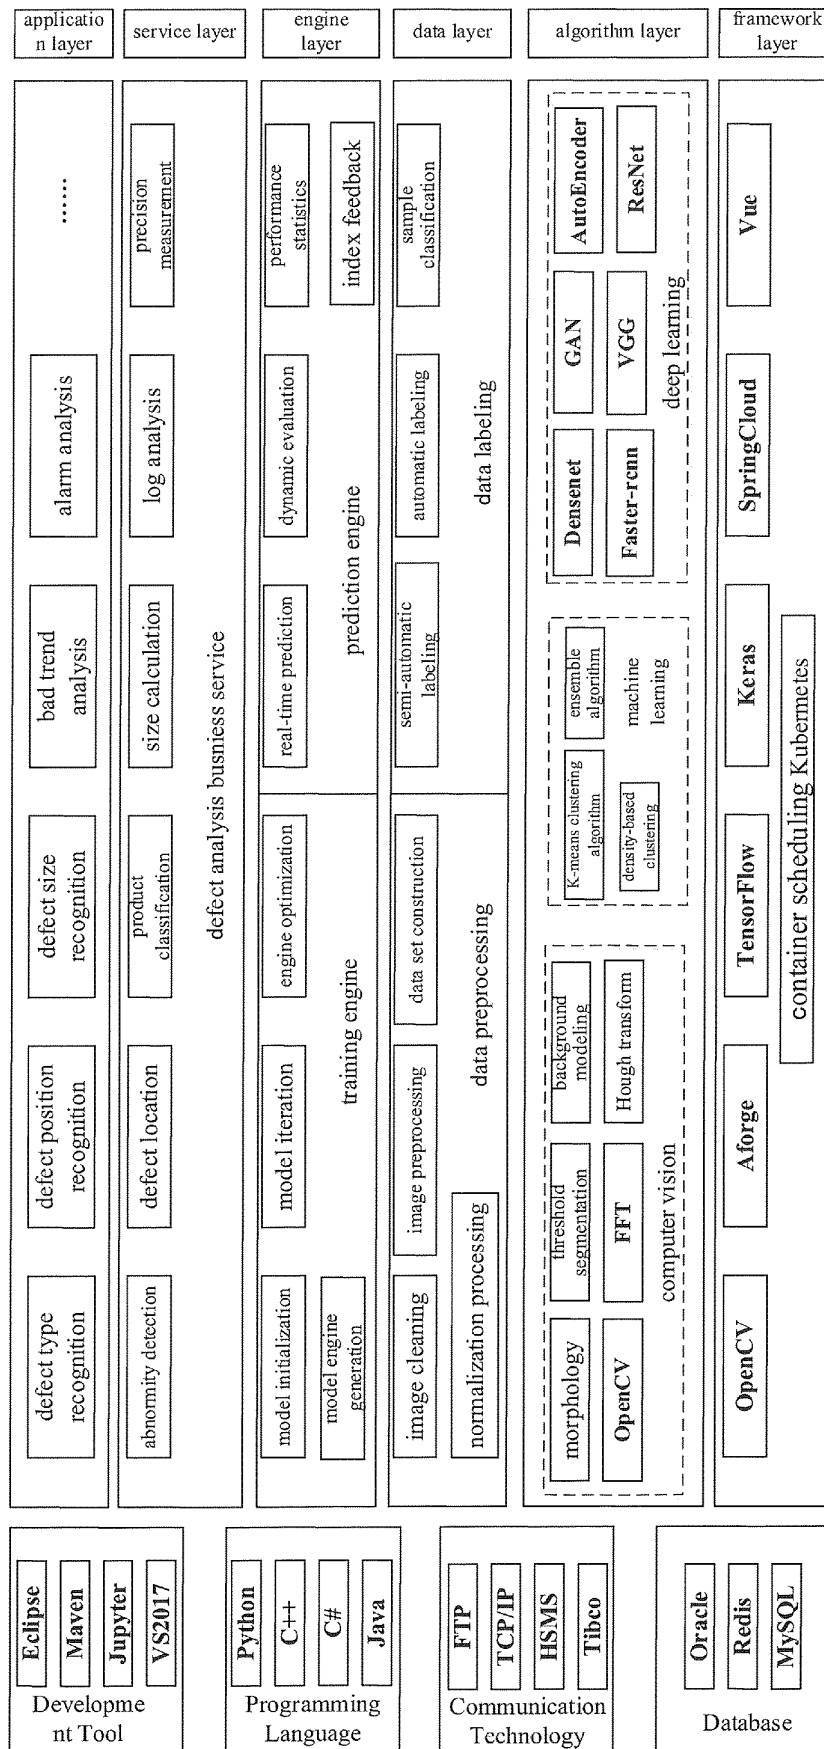 applicatio
n layer
defect type
recognition
defect position
recognition
defect size
recognition
bad trend
analysis
alarm analysis
......
service layer
abnormity detection
defect location
product
classification
size calculation
log analysis
precision
measurement
defect analysis busniess service
engine
layer
model initialization
model iteration
engine optimization
model engine
generation
training engine
real-time prediction
dynamic evaluation
performance
statistics
index feedback
prediction engine
data layer
image cleaning
image preprocessing
data set construction
normalization processing
data preprocessing
semi-automatic
labeling
automatic labeling
sample
classification
data labeling
algorithm layer
morphology
threshold
segmentation
background
modeling
OpenCV
FFT
Hough transform
computer vision
K-means clustering
algorithm
ensemble
algorithm
density-based
clustering
machine
learning
Densenet
GAN
AutoEncoder
Faster-rcnn
VGG
ResNet
deep learning
framework
layer
OpenCV
Aforge
TensorFlow
Keras
SpringCloud
Vue
container scheduling Kubernetes
Eclipse
Maven
Jupyter
VS2017
Developme
nt Tool
Python
C++
C#
Java
Programming
Language
FTP
TCP/IP
HSMS
Tibco
Communication
Technology
Oracle
Redis
MySQL
Database